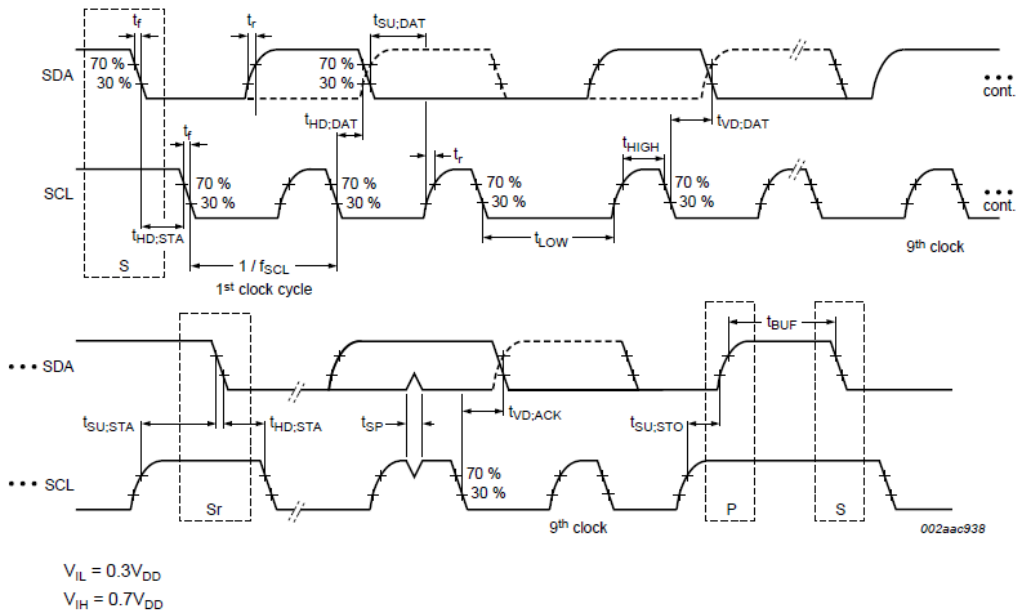 tf
tr
tSU;DAT
SDA
70 %
30 %
70 %
30 %
cont.
tHD;DAT
tVD;DAT
tf
tr
tHIGH
SCL
70 %
30 %
70 %
30 %
70 %
30 %
70 %
30 %
cont.
tHD;STA
tLOW
S
1 / fSCL
1st clock cycle
9th clock
tBUF
••• SDA
tSU;STA
tHD;STA
tSP
tVD;ACK
tSU;STO
70 %
30 %
••• SCL
Sr
9th clock
P
S
002aac938
VIL = 0.3VDD
VIH = 0.7VDD